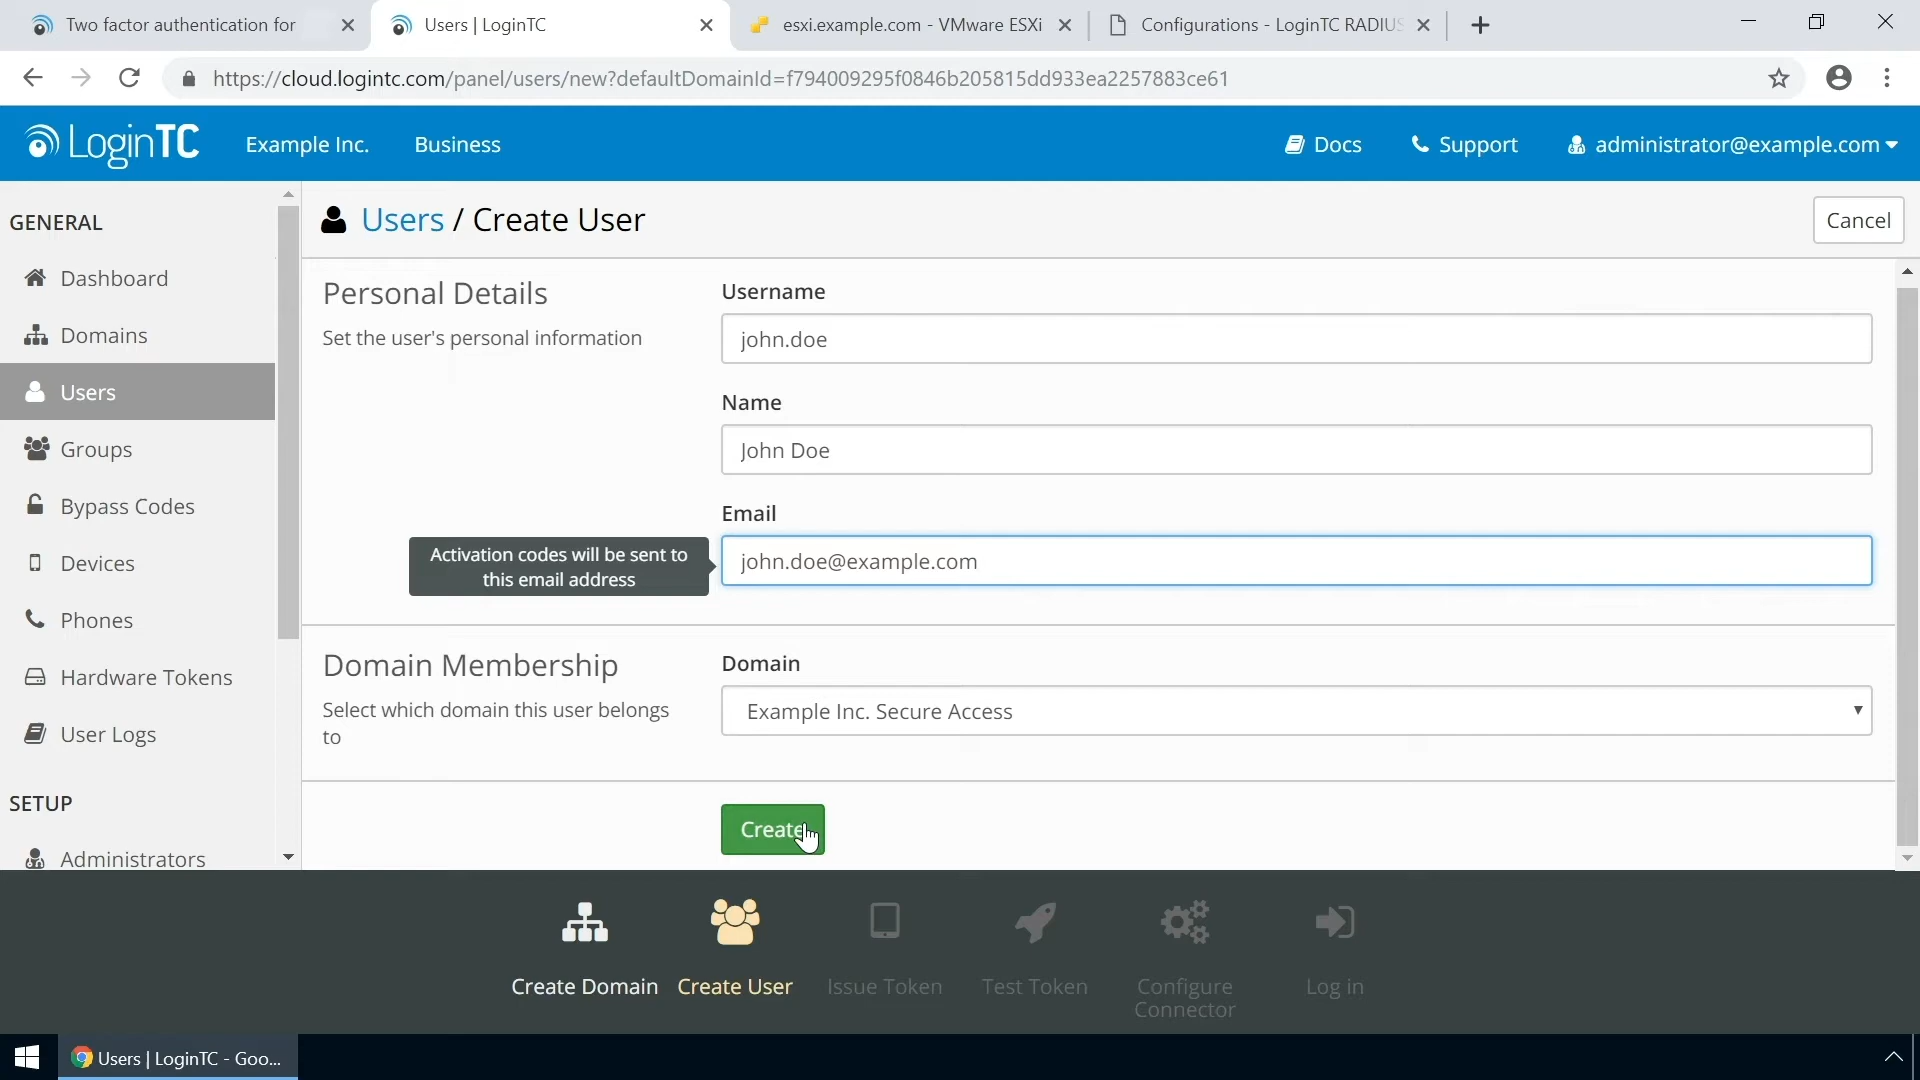 Two factor authentication for
Users | LoginTC
esxi.example.com - VMware ESXi
Configurations - LoginTC RADIUS
https://cloud.logintc.com/panel/users/new?defaultDomainId=f794009295f0846b205815dd933ea2257883ce61
LoginTC
Example Inc.
Business
Docs
Support
administrator@example.com
GENERAL
Dashboard
Domains
Users
Groups
Bypass Codes
Devices
Phones
Hardware Tokens
User Logs
SETUP
Administrators
Users / Create User
Cancel
Personal Details
Set the user's personal information
Username
john.doe
Name
John Doe
Email
Activation codes will be sent to
this email address
john.doe@example.com
Domain Membership
Select which domain this user belongs
to
Domain
Example Inc. Secure Access
Create
Create Domain
Create User
Issue Token
Test Token
Configure
Connector
Log in
Users | LoginTC - Goo...